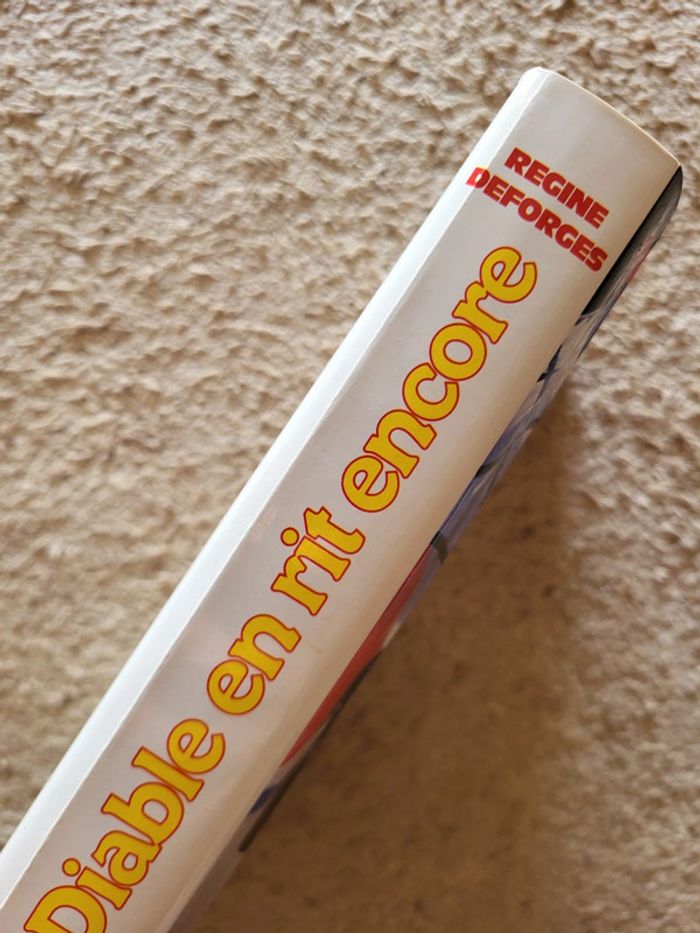 REGINE
DEFORGES
Diable en rit encore